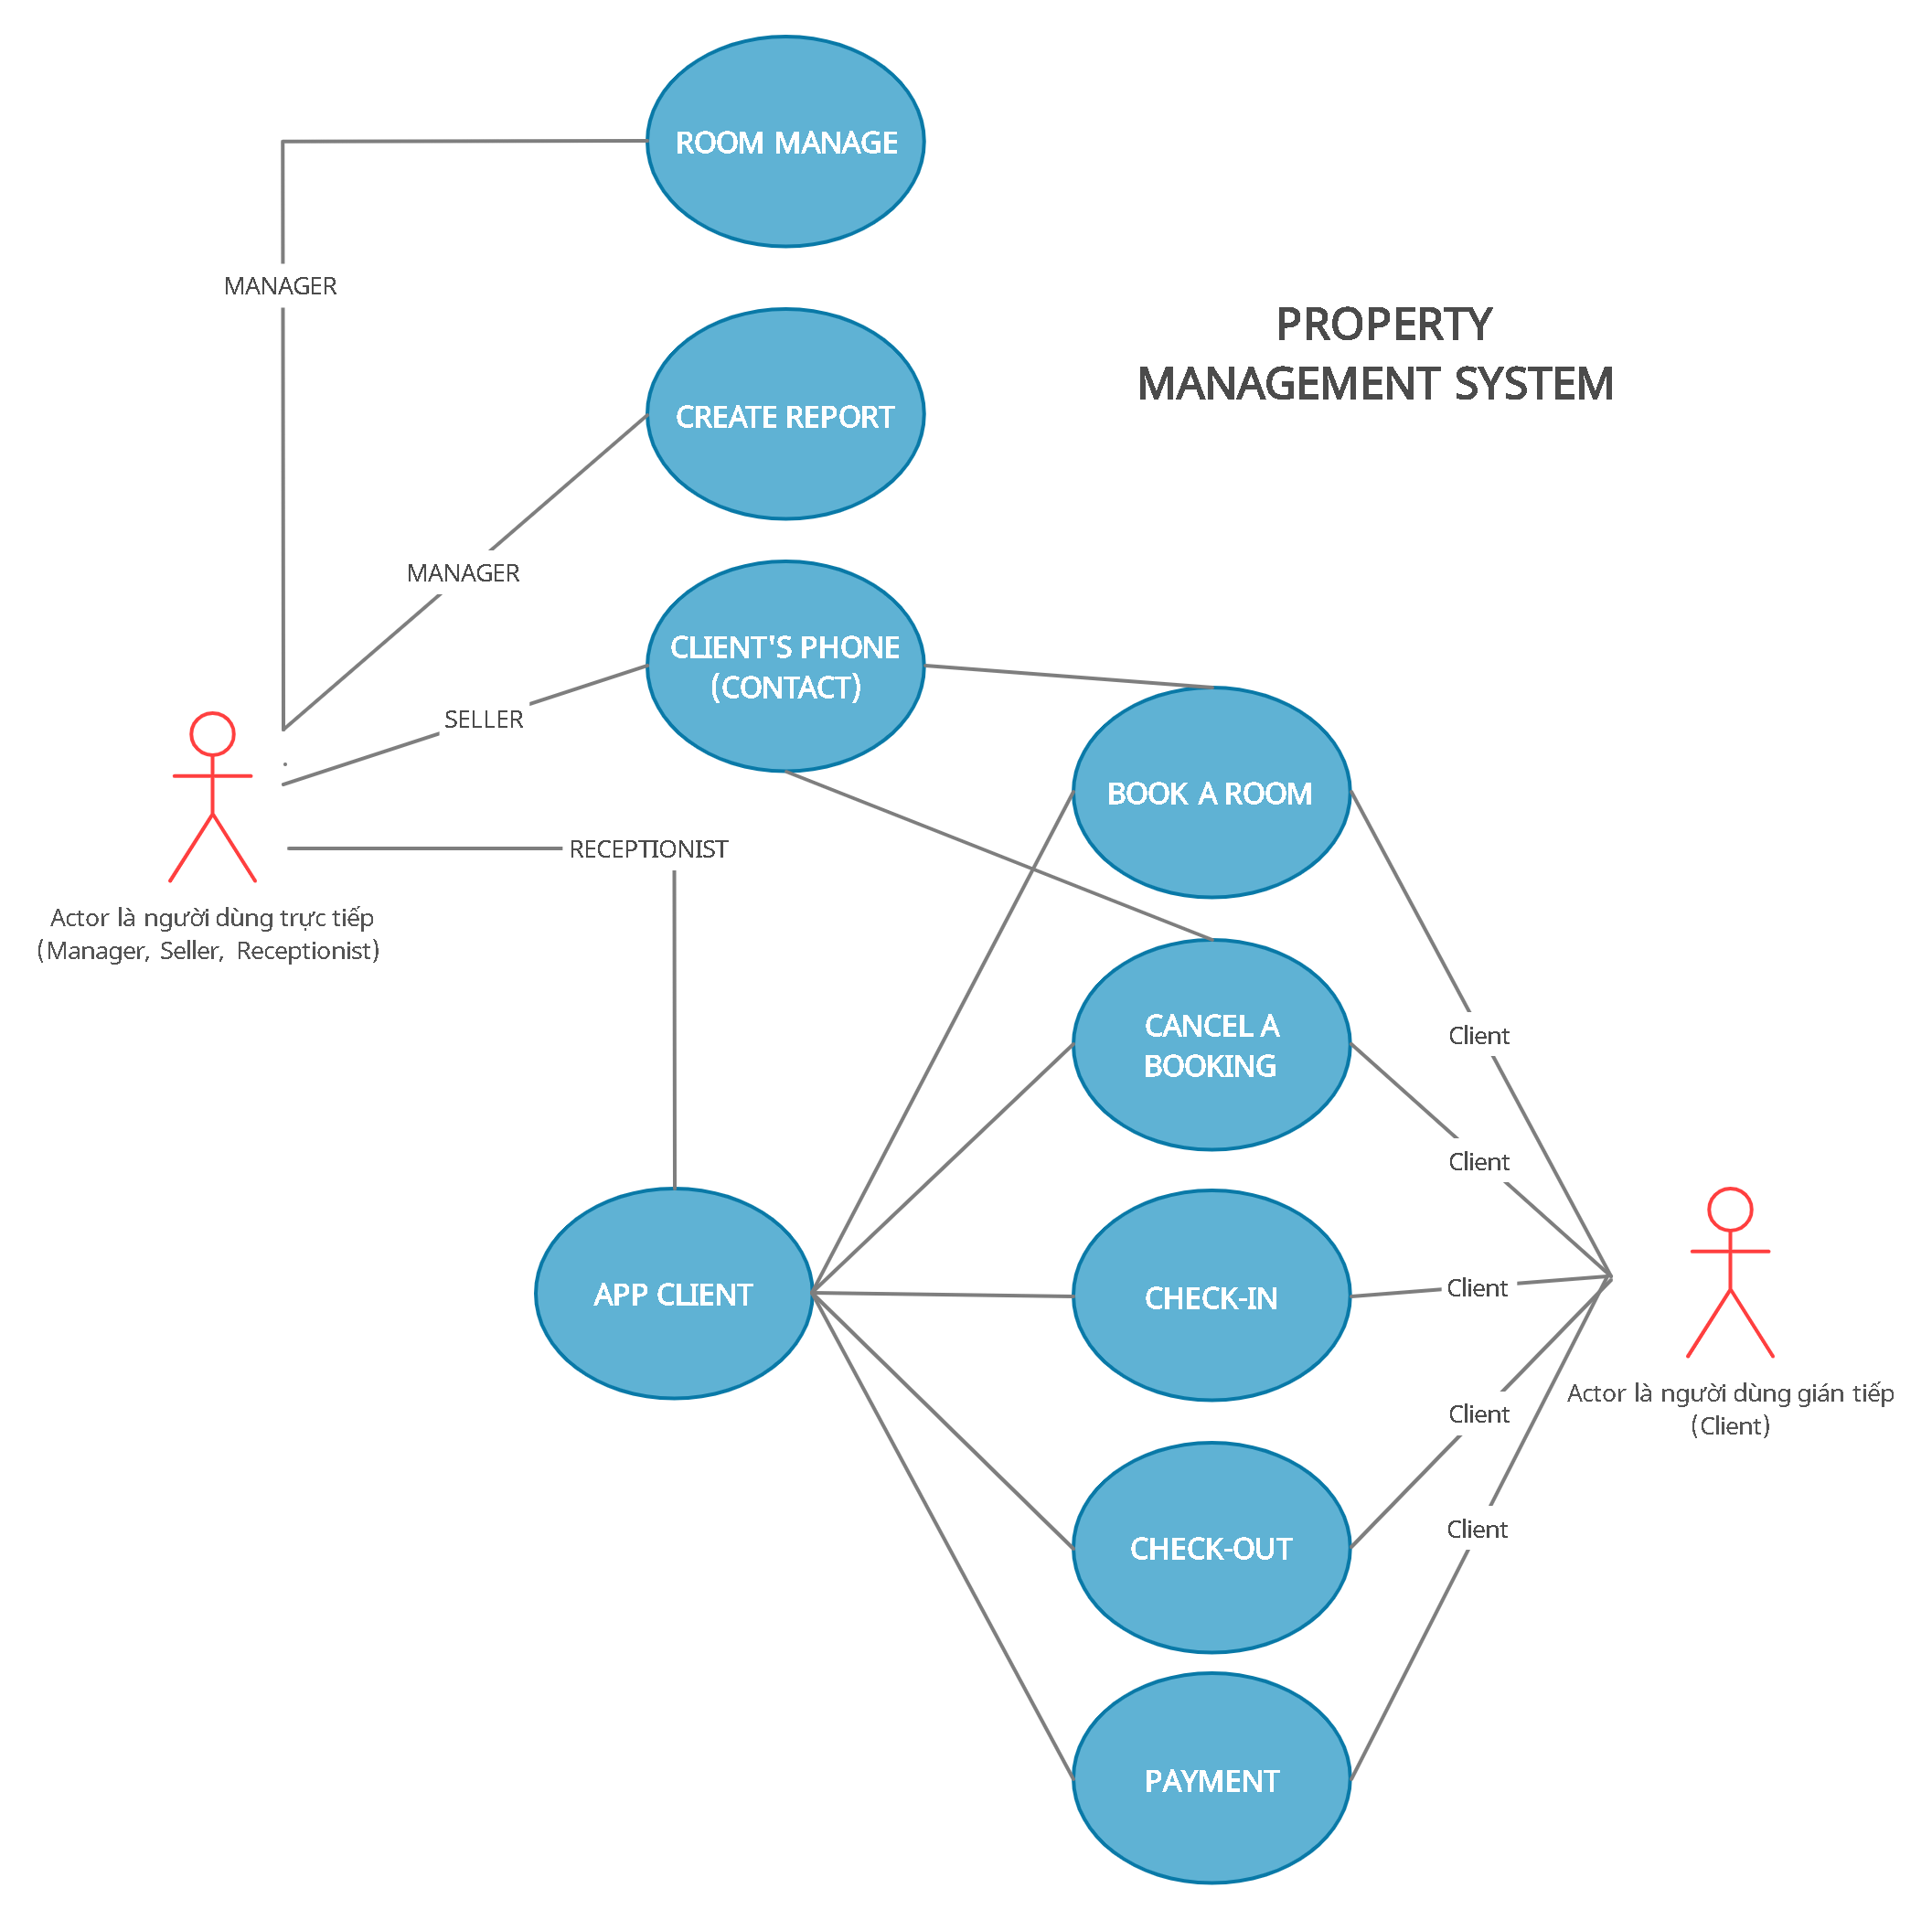 ROOM MANAGE
MANAGER
PROPERTY
MANAGEMENT SYSTEM
CREATE REPORT
MANAGER
CLIENT'S PHONE
(CONTACT)
SELLER
BOOK A ROOM
RECEPTIONIST
Actor là người dùng trực tiếp
(Manager, Seller, Receptionist)
CANCEL A
BOOKING
Client
Client
APP CLIENT
CHECK-IN
Client
Actor là người dùng gián tiếp
(Client)
Client
CHECK-OUT
Client
PAYMENT